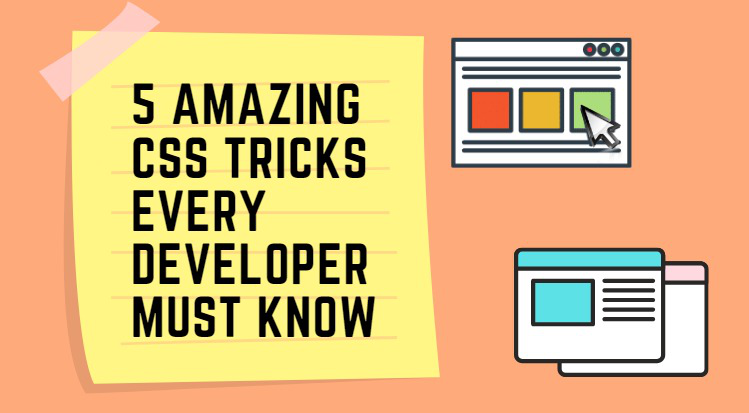 5 AMAZING
CSS TRICKS
EVERY
DEVELOPER
MUST KNOW